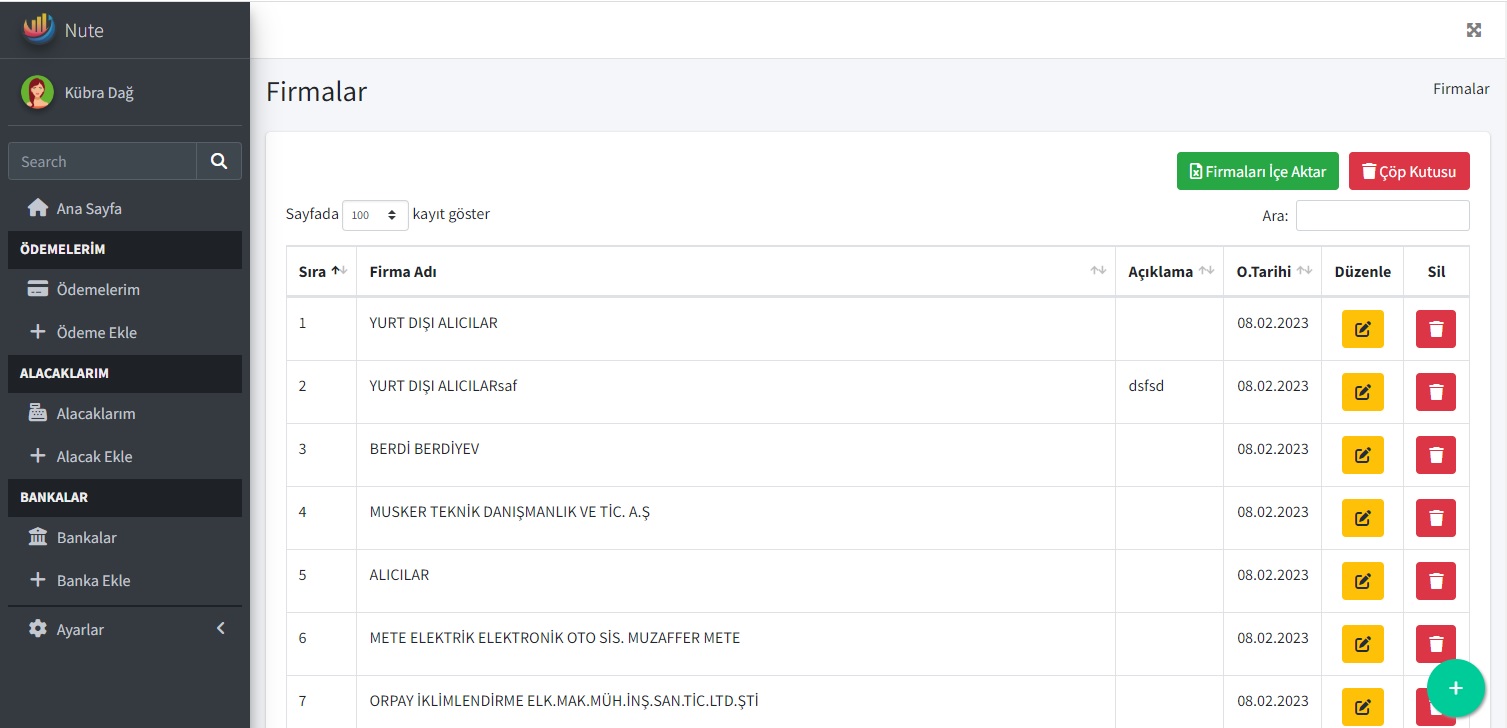 Nute
Kübra Dağ
Search
Ana Sayfa
ÖDEMELERİM
Ödemelerim
Ödeme Ekle
ALACAKLARIM
Alacaklarım
Alacak Ekle
BANKALAR
Bankalar
Banka Ekle
Ayarlar
Firmalar
Firmalar
Firmaları İçe Aktar Çöp Kutusu
Sayfada 100 kayıt göster Ara:
Sıra Firma Adı Açıklama O.Tarihi Düzenle Sil
1 YURT DIŞI ALICILAR 08.02.2023
2 YURT DIŞI ALICILARsaf dsfsd 08.02.2023
3 BERDİ BERDİYEV 08.02.2023
4 MUSKER TEKNİK DANIŞMANLIK VE TİC. A.Ş 08.02.2023
5 ALICILAR 08.02.2023
6 METE ELEKTRİK ELEKTRONİK OTO SİS. MUZAFFER METE 08.02.2023
7 ORPAY İKLİMLENDİRME ELK.MAK.MÜH.İNŞ.SAN.TİC.LTD.ŞTİ 08.02.2023